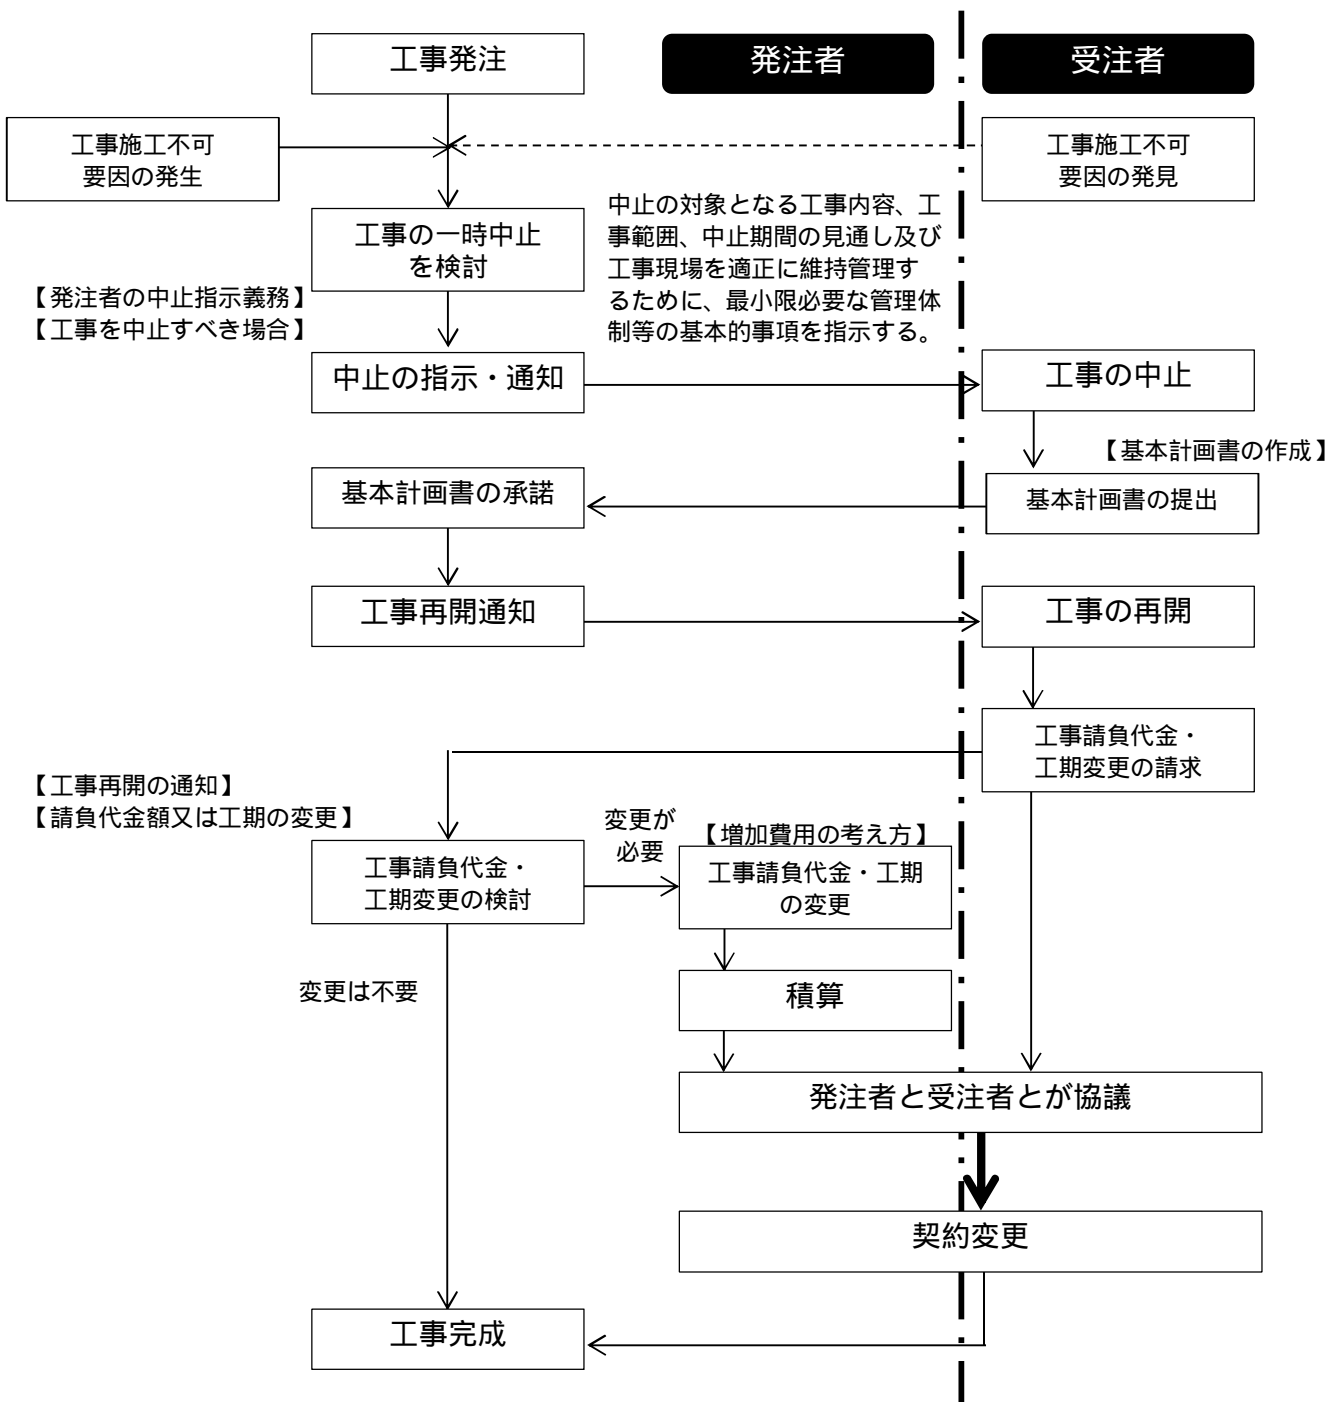 工事発注
発注者
受注者
工事施工不可
要因の発生
工事施工不可
要因の発見
工事の一時中止
を検討
中止の対象となる工事内容、工
事範囲、中止期間の見通し及び
工事現場を適正に維持管理す
るために、最小限必要な管理体
制等の基本的事項を指示する。
【発注者の中止指示義務】
【工事を中止すべき場合】
中止の指示・通知
工事の中止
【基本計画書の作成】
基本計画書の承諾
基本計画書の提出
工事再開通知
工事の再開
工事請負代金・
工期変更の請求
【工事再開の通知】
【請負代金額又は工期の変更】
変更が
必要
【増加費用の考え方】
工事請負代金・
工期変更の検討
工事請負代金・工期
の変更
変更は不要
積算
発注者と受注者とが協議
契約変更
工事完成